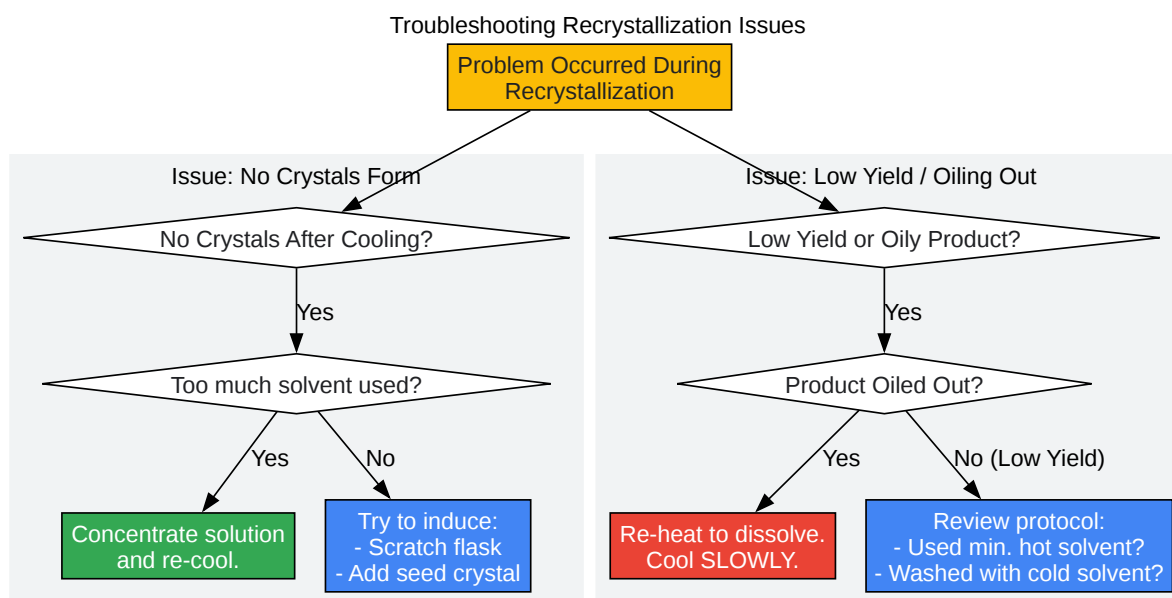 Troubleshooting Recrystallization Issues
Problem Occurred During
Recrystallization
Issue: No Crystals Form
No Crystals After Cooling?
Yes
Too much solvent used?
Yes
No
Concentrate solution
and re-cool.
Try to induce:
- Scratch flask
- Add seed crystal
Issue: Low Yield / Oiling Out
Low Yield or Oily Product?
Yes
Product Oiled Out?
Yes
No (Low Yield)
Re-heat to dissolve.
Cool SLOWLY.
Review protocol:
- Used min. hot solvent?
- Washed with cold solvent?